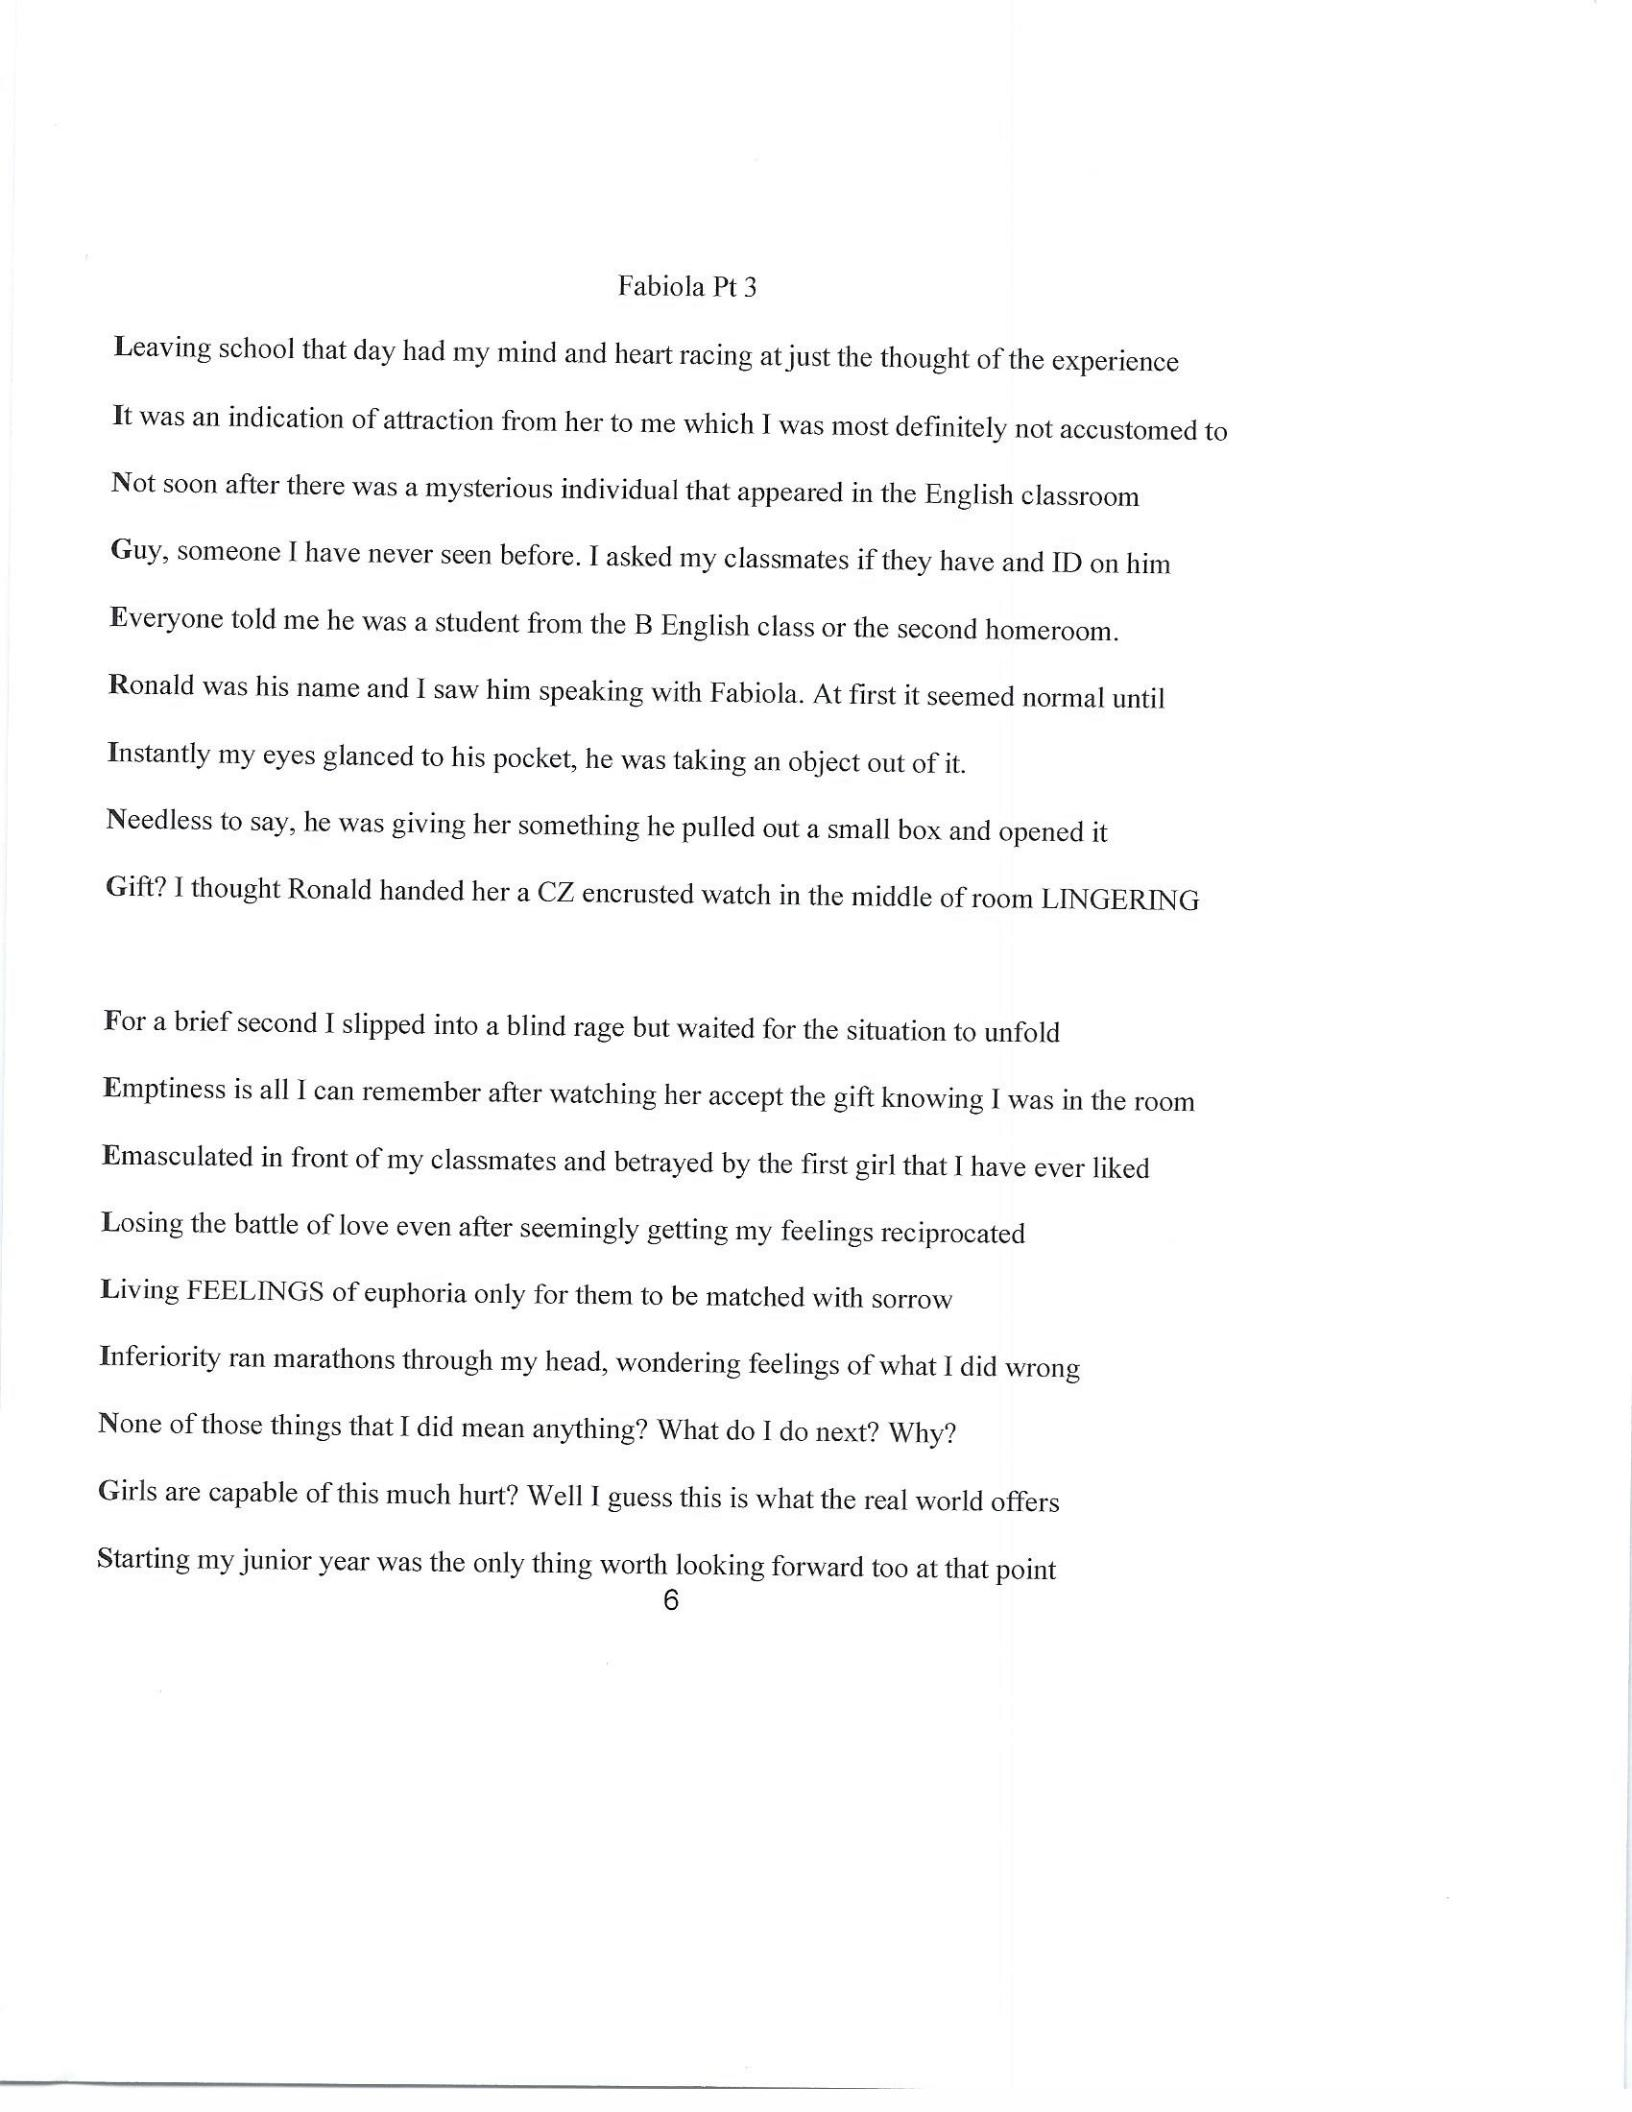 Fabiola Pt 3
Leaving school that day had my mind and heart racing at just the thought of the experience
It was an indication of attraction from her to me which I was most definitely not accustomed to
Not soon after there was a mysterious individual that appeared in the English classroom
Guy, someone I have never seen before. I asked my classmates if they have and ID on him
Everyone told me he was a student from the B English class or the second homeroom.
Ronald was his name and I saw him speaking with Fabiola. At first it seemed normal until
Instantly my eyes glanced to his pocket, he was taking an object out of it.
Needless to say, he was giving her something he pulled out a small box and opened it
Gift? I thought Ronald handed her a CZ encrusted watch in the middle of room LINGERING
For a brief second I slipped into a blind rage but waited for the situation to unfold
Emptiness is all I can remember after watching her accept the gift knowing I was in the room
Emasculated in front of my classmates and betrayed by the first girl that I have ever liked
Losing the battle of love even after seemingly getting my feelings reciprocated
Living FEELINGS of euphoria only for them to be matched with sorrow
Inferiority ran marathons through my head, wondering feelings of what I did wrong
None of those things that I did mean anything? What do I do next? Why?
Girls are capable of this much hurt? Well I guess this is what the real world offers
Starting my junior year was the only thing worth looking forward too at that point
6